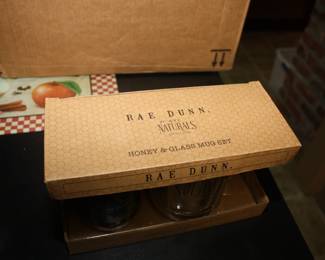 RAE DUNN.
NATURALS
HONEY & GLASS MUG SET
RAE DUNN.